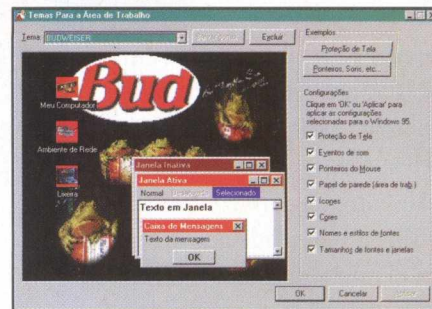 Temas Para a Área de Trabalho
Tema: BUDWEISER
Excluir
Exemplos
Proteção de Tela
Ponteiros, Sons, etc...
Configurações
Clique em 'OK' ou 'Aplicar' para
aplicar as configurações
selecionadas para o Windows 95
Proteção de Tela
Eventos de som
Ponteiros do Mouse
Papel de parede (área de trab.)
Ícones
Cores
Nomes e estilos de fontes
Tamanhos de fontes e janelas
Bud
Meu Computador
Ambiente de Rede
Lixeira
Janela Inativa
Janela Ativa
Normal
Selecionado
Texto em Janela
Caixa de Mensagens
Texto da mensagem
OK
OK
Cancelar